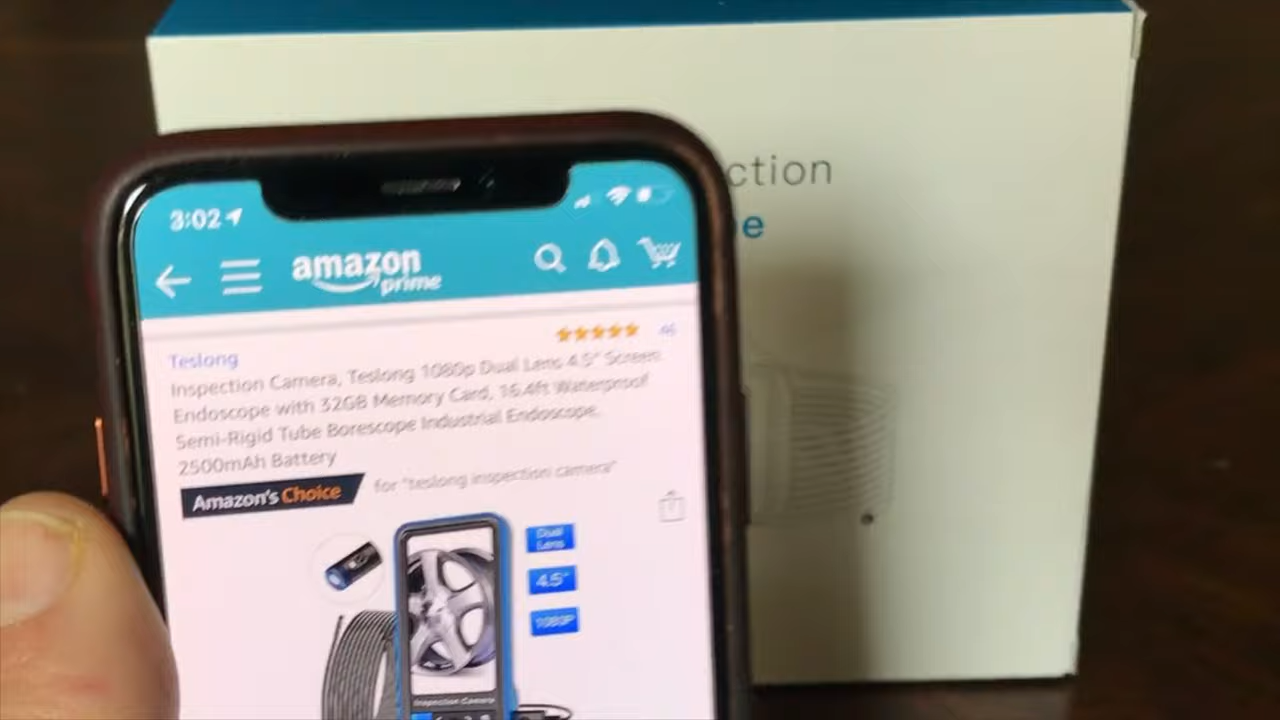 ction
e
3:02
amazon
prime
Teslong
Inspection Camera, Teslong 1080p Dual Lens 4.5" Screen
Endoscope with 32GB Memory Card, 16.4ft Waterproof
Semi-Rigid Tube Borescope Industrial Endoscope,
2500mAh Battery
Amazon's Choice for "teslong inspection camera"
Dual
Lens
4.5"
1080P
Inspection Camera